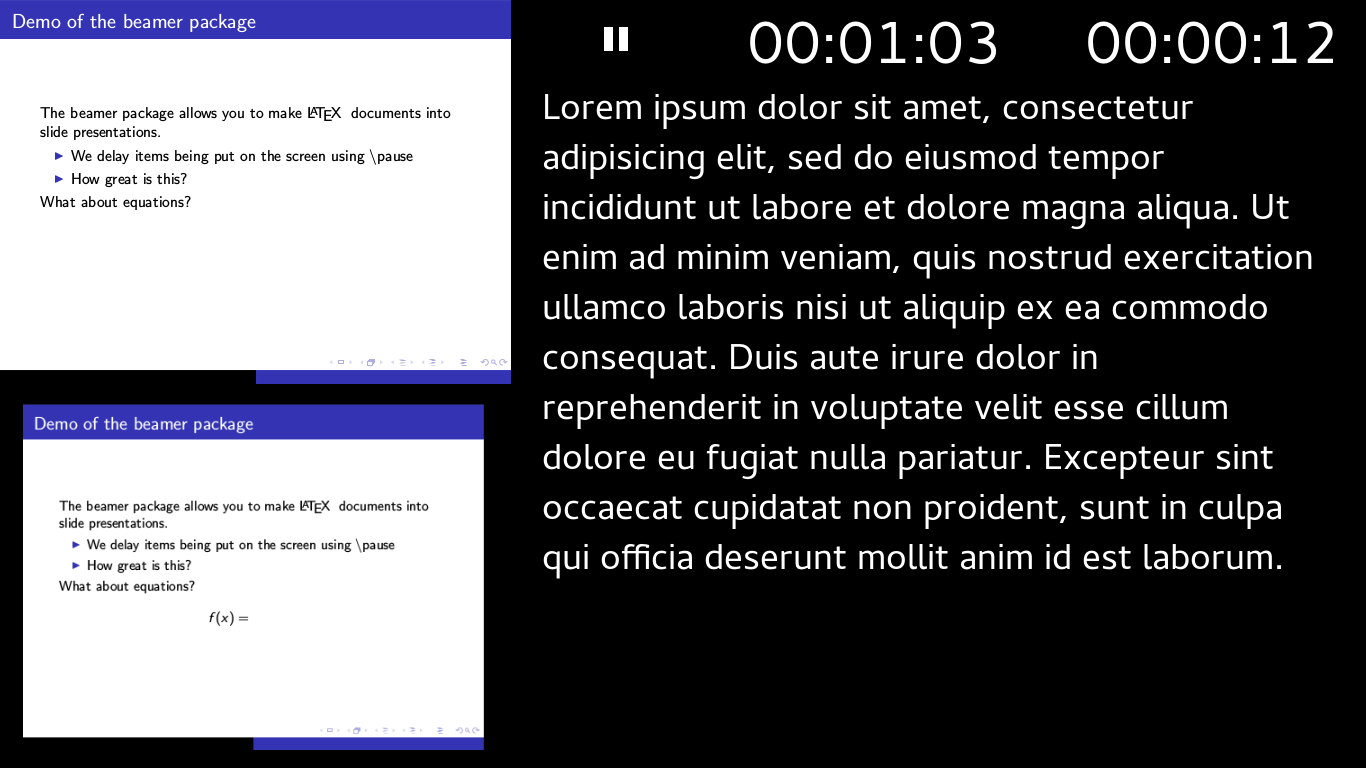 Demo of the beamer package
The beamer package allows you to make LATEX documents into
slide presentations.
We delay items being put on the screen using \pause
How great is this?
What about equations?
Demo of the beamer package
The beamer package allows you to make LATEX documents into
slide presentations.
We delay items being put on the screen using \pause
How great is this?
What about equations?
f(x) =
00:01:03 00:00:12
Lorem ipsum dolor sit amet, consectetur
adipisicing elit, sed do eiusmod tempor
incididunt ut labore et dolore magna aliqua. Ut
enim ad minim veniam, quis nostrud exercitation
ullamco laboris nisi ut aliquip ex ea commodo
consequat. Duis aute irure dolor in
reprehenderit in voluptate velit esse cillum
dolore eu fugiat nulla pariatur. Excepteur sint
occaecat cupidatat non proident, sunt in culpa
qui officia deserunt mollit anim id est laborum.